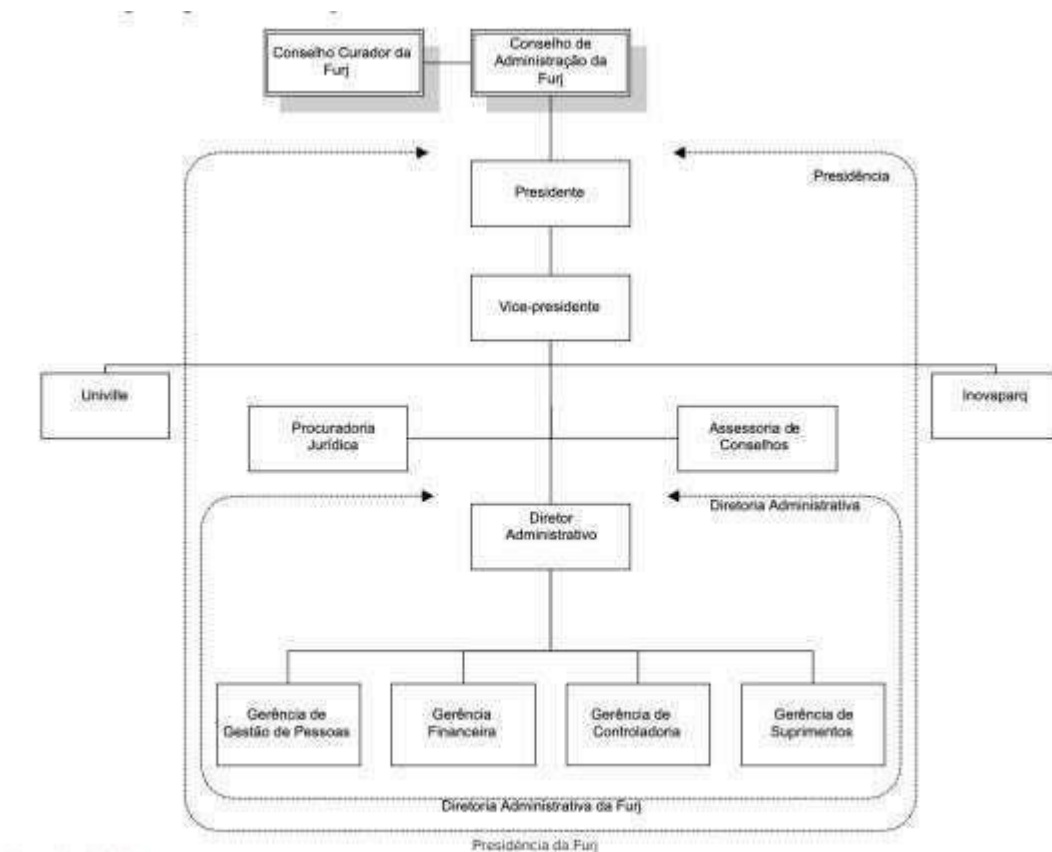 Conselho Curador da
Furj
Conselho de
Administração da
Furj
Presidência
Presidente
Vice-presidente
Univille
Inovaparq
Procuradoria
Jurídica
Assessoria de
Conselhos
Diretoria Administrativa
Diretor
Administrativo
Gerência de
Gestão de Pessoas
Gerência
Financeira
Gerência de
Controladoria
Gerência de
Suprimentos
Diretoria Administrativa da Furj
Presidência da Furj